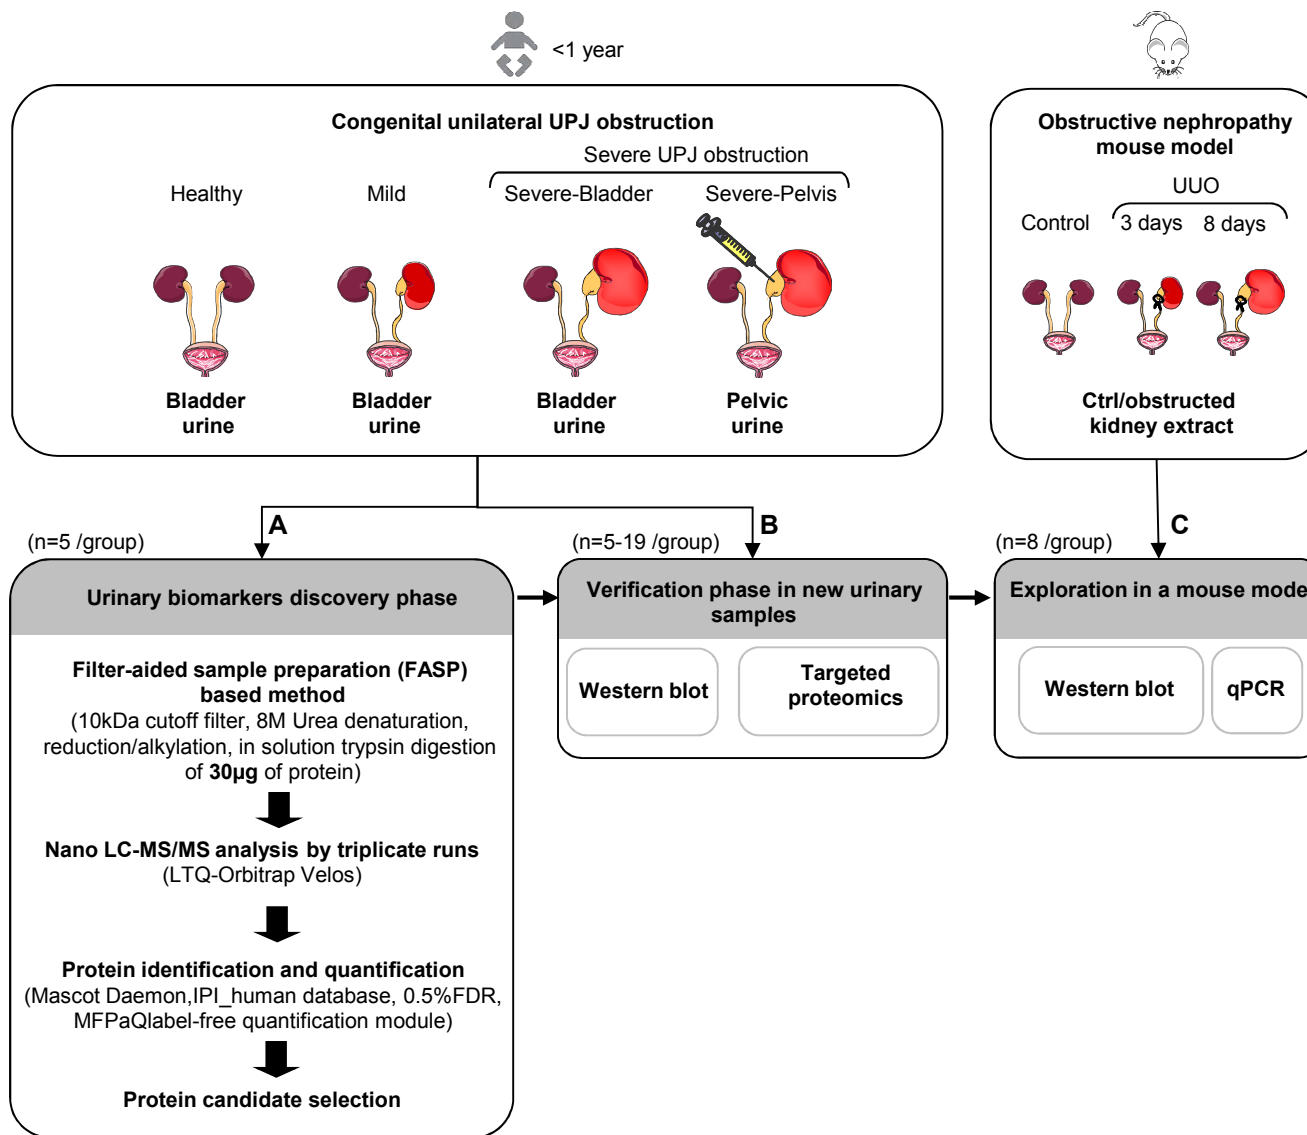 <1 year
Congenital unilateral UPJ obstruction
Severe UPJ obstruction
Healthy
Mild
Severe-Bladder
Severe-Pelvis
Bladder
urine
Bladder
urine
Bladder
urine
Pelvic
urine
Obstructive nephropathy
mouse model
UUO
Control
3 days
8 days
Ctrl/obstructed
kidney extract
A
B
C
(n=5 /group)
Urinary biomarkers discovery phase
Filter-aided sample preparation (FASP)
based method
(10kDa cutoff filter, 8M Urea denaturation,
reduction/alkylation, in solution trypsin digestion
of 30µg of protein)
Nano LC-MS/MS analysis by triplicate runs
(LTQ-Orbitrap Velos)
Protein identification and quantification
(Mascot Daemon,IPI_human database, 0.5%FDR,
MFPaQlabel-free quantification module)
Protein candidate selection
(n=5-19 /group)
Verification phase in new urinary
samples
Western blot
Targeted
proteomics
(n=8 /group)
Exploration in a mouse mode
Western blot
qPCR